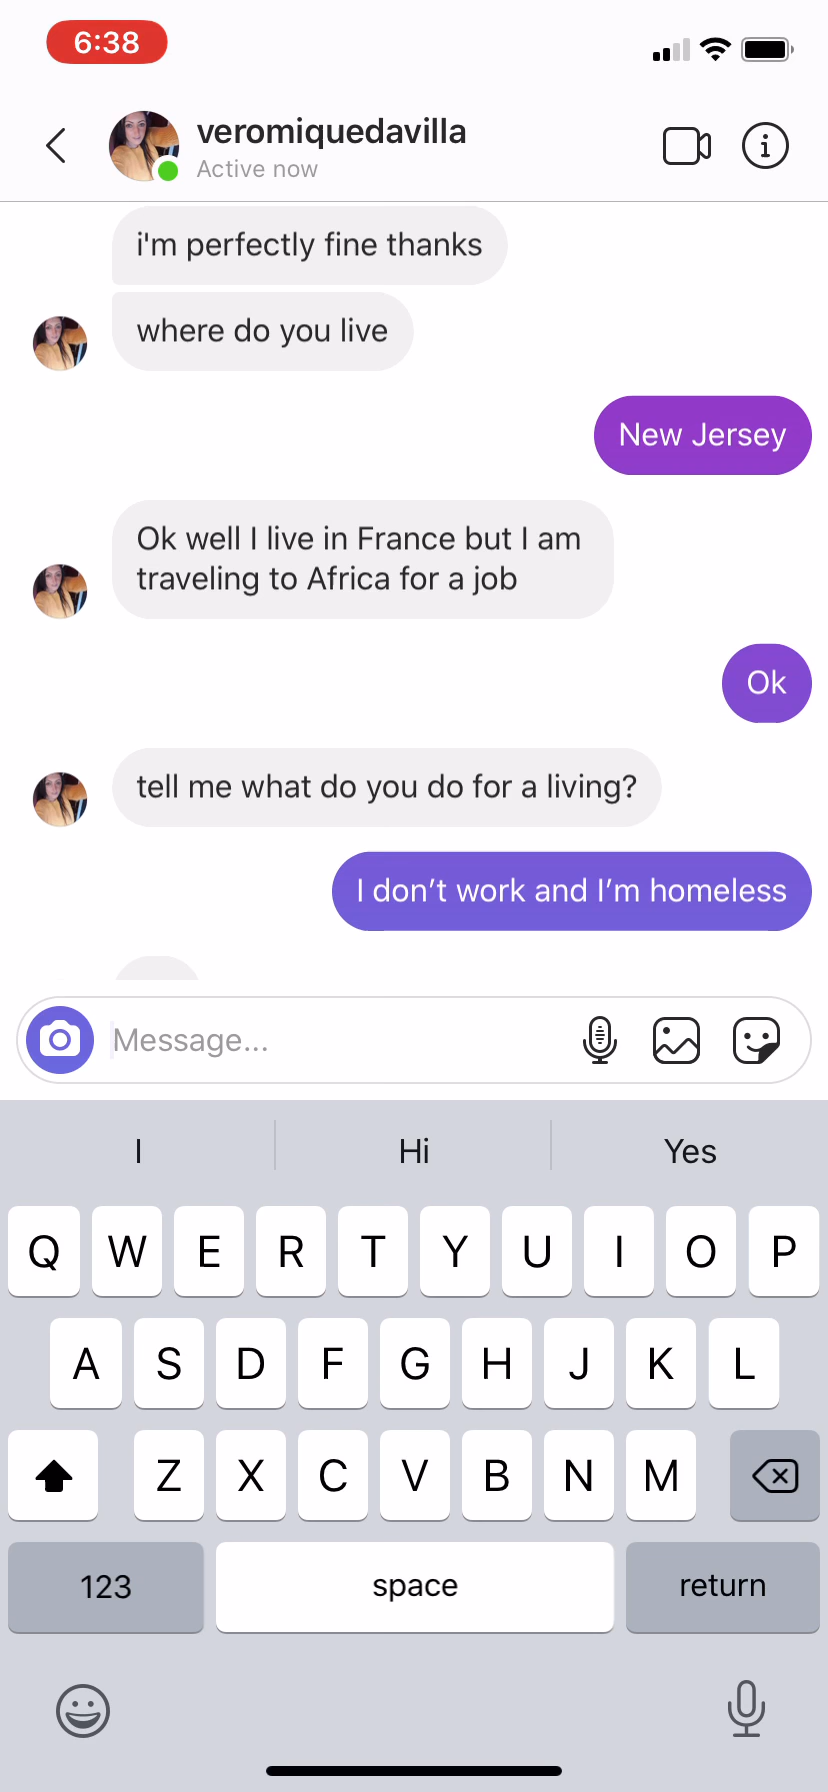 6:38
veromiquedavilla
Active now
i'm perfectly fine thanks
where do you live
New Jersey
Ok well I live in France but I am
traveling to Africa for a job
Ok
tell me what do you do for a living?
I don’t work and I’m homeless
Message...
I Hi Yes
Q W E R T Y U I O P
A S D F G H J K L
Z X C V B N M
123 space return